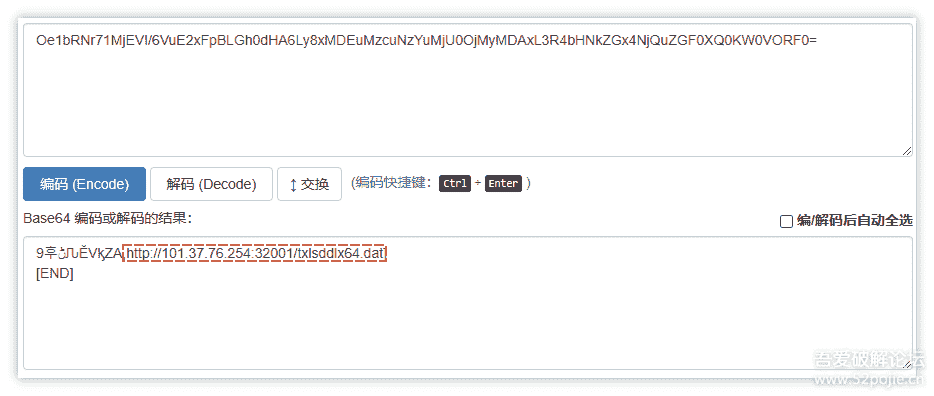 Oe1bRNr71MjEV!/6VuE2xFpBLGh0dHA6Ly8xMDEuMzcuNzYuMjU0OjMyMDAxL3R4bHNkZGx4NjQuZGF0XQ0KW0VORF0=
编码 (Encode) 解码 (Decode) ↕ 交换 (编码快捷键: Ctrl + Enter )
Base64 编码或解码的结果: 编/解码后自动全选
http://101.37.76.254:32001/txlsddlx64.dat]
[END]
吾爱破解论坛
www.52pojie.cn